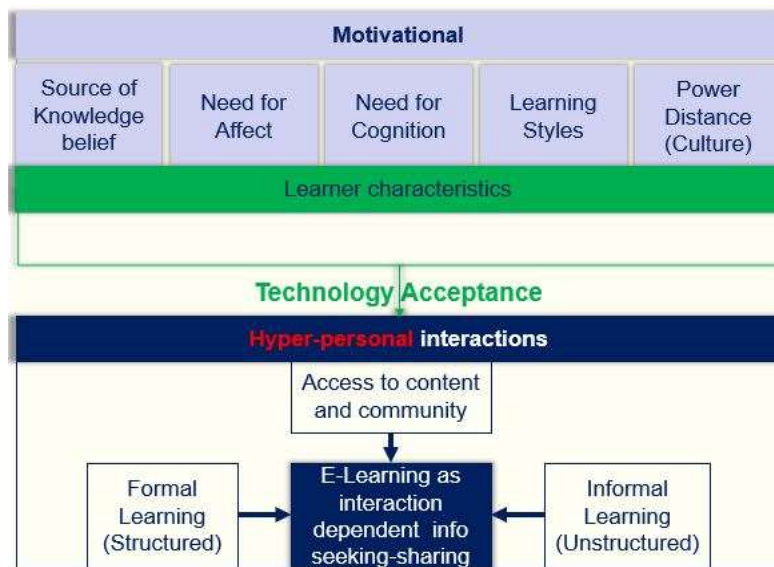 Motivational
Source of
Knowledge
belief
Need for
Affect
Need for
Cognition
Learning
Styles
Power
Distance
(Culture)
Learner characteristics
Technology Acceptance
Hyper-personal interactions
Access to content
and community
Formal
Learning
(Structured)
E-Learning as
interaction
dependent info
seeking-sharing
Informal
Learning
(Unstructured)